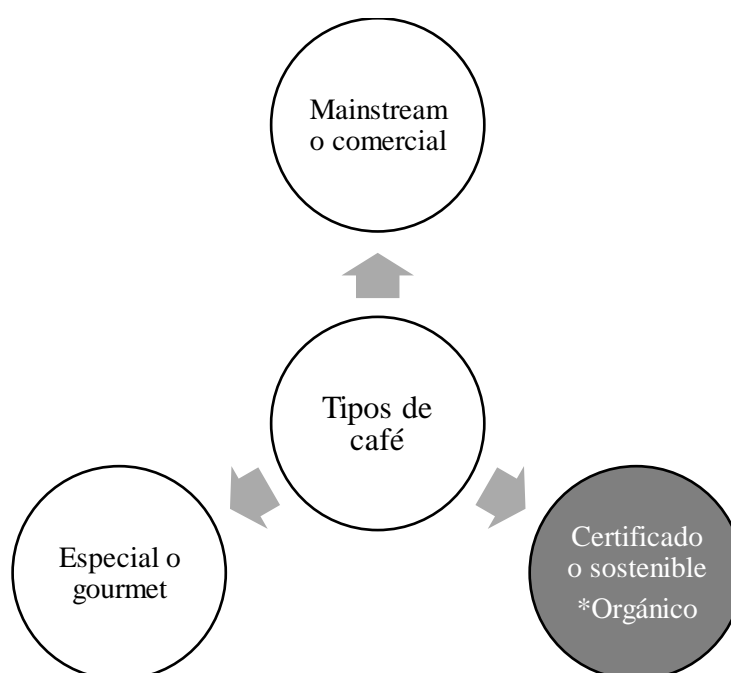 Mainstream
o comercial
Tipos de
café
Especial o
gourmet
Certificado
o sostenible
*Orgánico